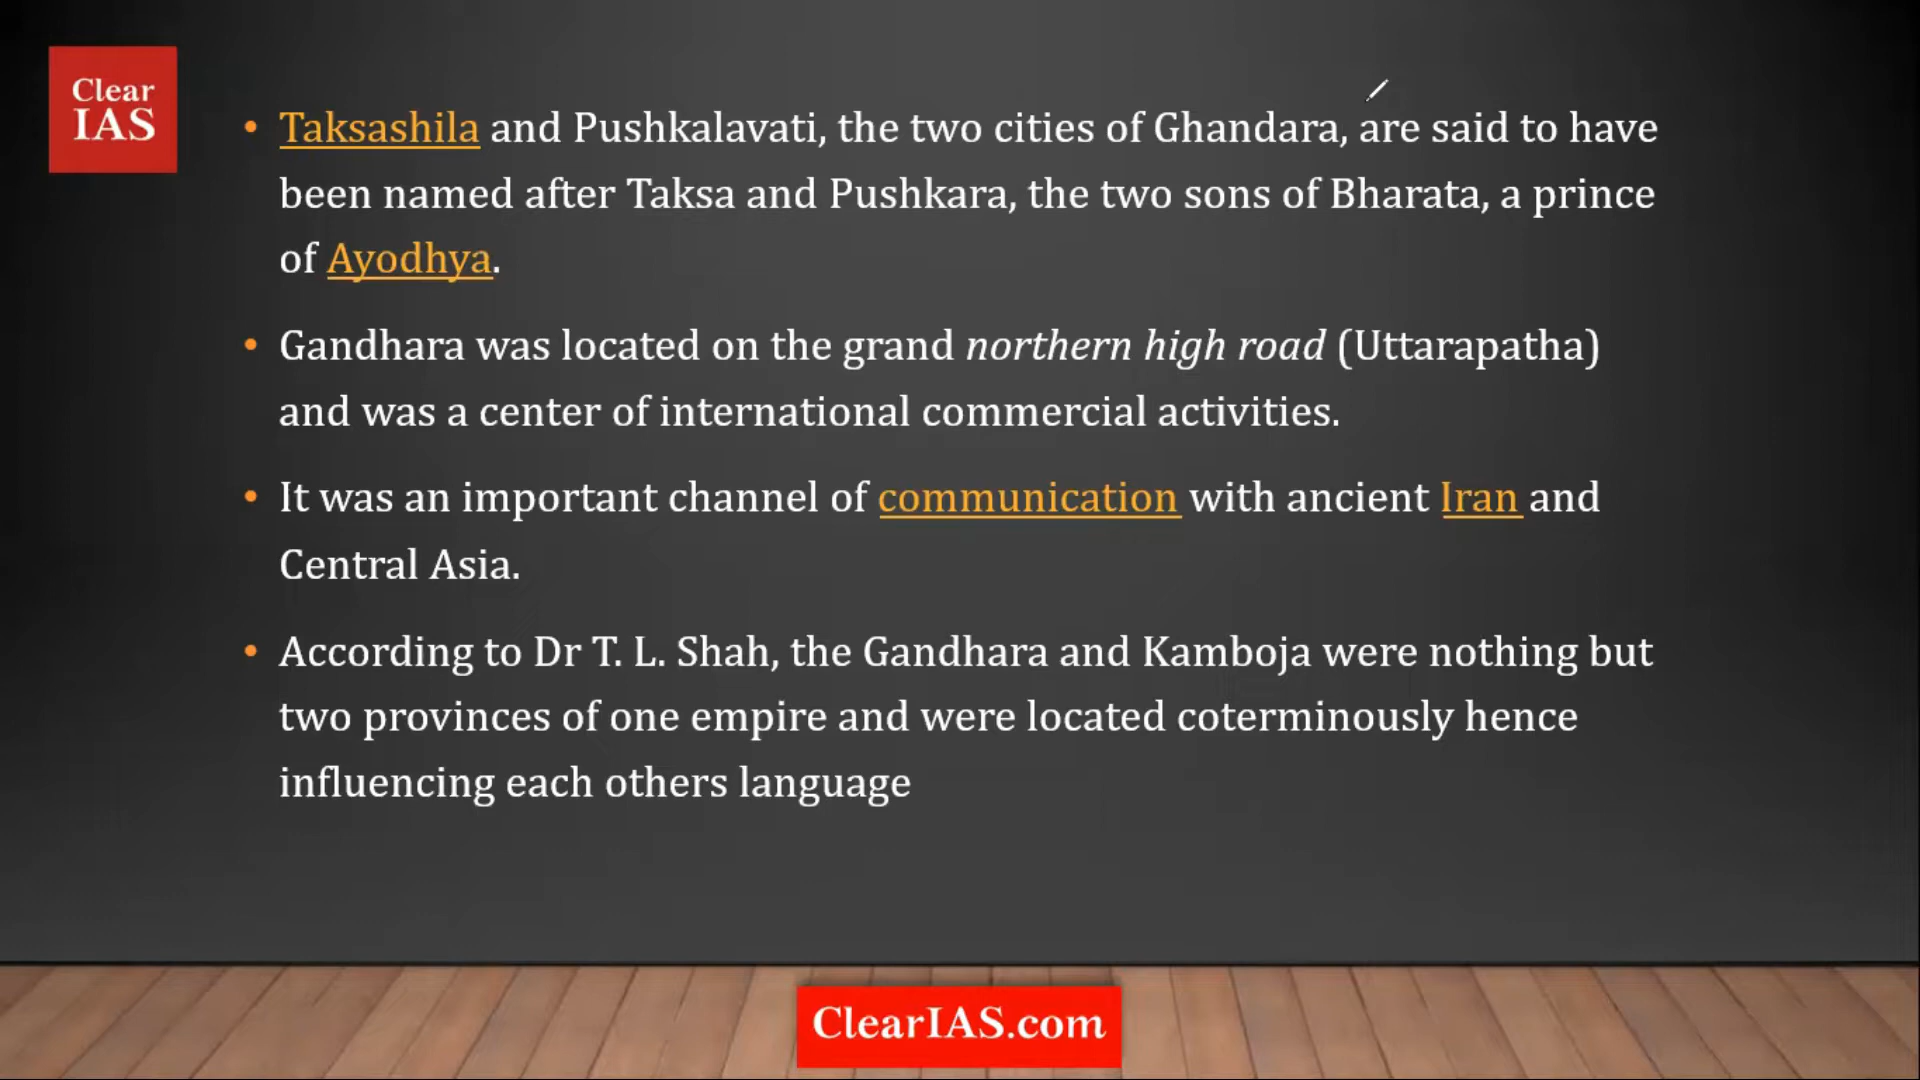 Clear
IAS
• Taksashila and Pushkalavati, the two cities of Ghandara, are said to have
been named after Taksa and Pushkara, the two sons of Bharata, a prince
of Ayodhya.
• Gandhara was located on the grand northern high road (Uttarapatha)
and was a center of international commercial activities.
• It was an important channel of communication with ancient Iran and
Central Asia.
• According to Dr T. L. Shah, the Gandhara and Kamboja were nothing but
two provinces of one empire and were located coterminously hence
influencing each others language
ClearIAS.com